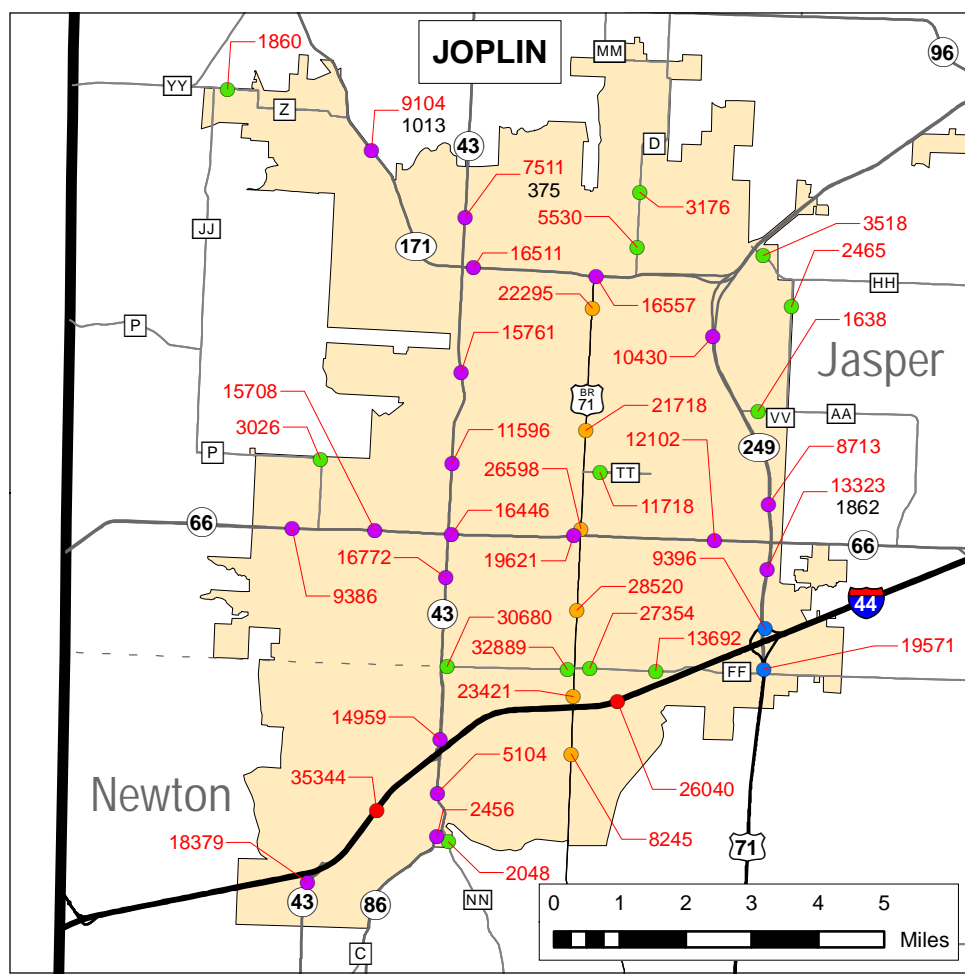 JOPLIN
MM
96
1860
YY
Z
9104
1013
43
D
7511
375
3176
5530
3518
JJ
171
16511
2465
HH
22295
16557
P
1638
15761
10430
Jasper
15708
BR
71
21718
VV
AA
3026
11596
12102
249
P
26598
8713
TT
11718
13323
1862
66
16446
66
16772
19621
9396
9386
28520
44
43
30680
27354
32889
13692
19571
FF
23421
14959
5104
35344
Newton
26040
2456
18379
8245
71
2048
NN
43
86
C
0 1 2 3 4 5
Miles